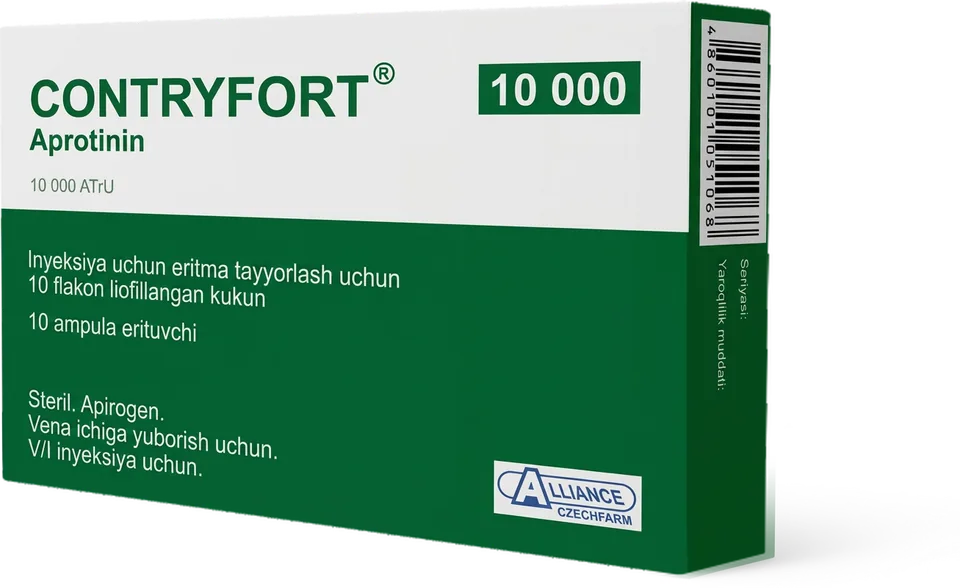 CONTRYFORT®
Aprotinin
10 000 ATrU
10 000
Inyeksiya uchun eritma tayyorlash uchun
10 flakon liofillangan kukun
10 ampula erituvchi
Steril. Apirogen.
Vena ichiga yuborish uchun.
V/I inyeksiya uchun.
ALLIANCE
CZECHFARM
4860101051068
Seriyasi:
Yaroqlilik muddati: